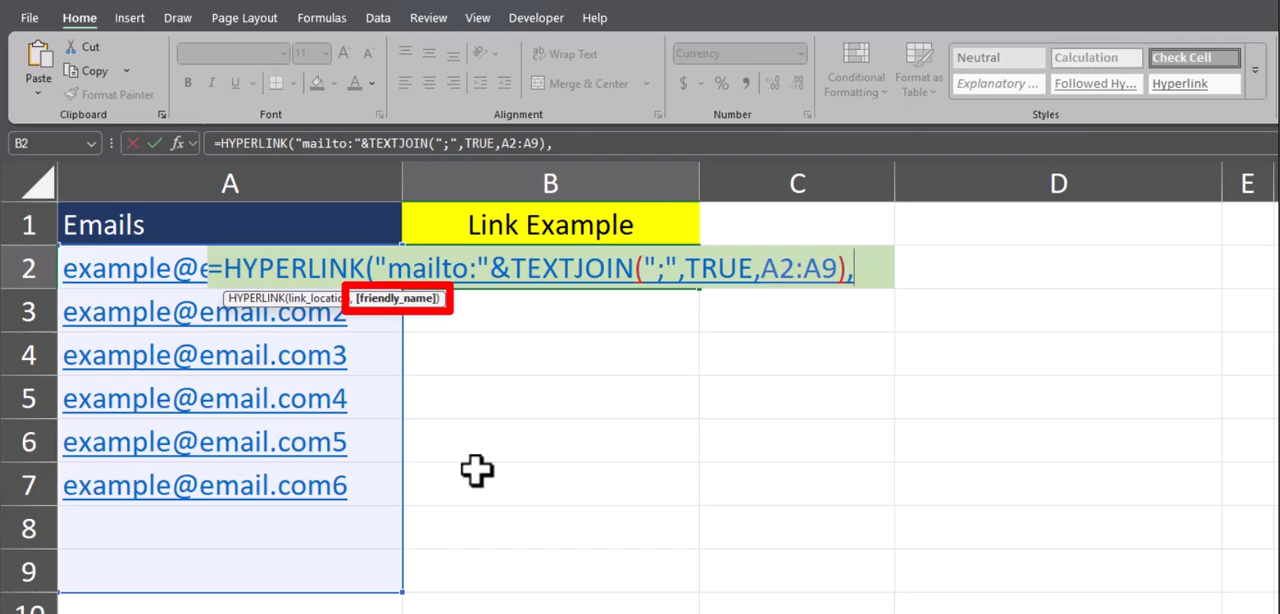 File Home Insert Draw Page Layout Formulas Data Review View Developer Help
Paste
Cut
Copy
Format Painter
Clipboard
11 A A
B I U A
Font
Wrap Text
Merge & Center
Alignment
Currency
$ % ,
Number
Conditional Formatting
Format as Table
Neutral Calculation Check Cell
Explanatory ... Followed Hy... Hyperlink
Styles
B2 fx =HYPERLINK("mailto:"&TEXTJOIN(";",TRUE,A2:A9),
A B C D E
1 Emails Link Example
2 example@e =HYPERLINK("mailto:"&TEXTJOIN(";",TRUE,A2:A9),
HYPERLINK(link_location, [friendly_name])
3 example@email.com2
4 example@email.com3
5 example@email.com4
6 example@email.com5
7 example@email.com6
8
9
10